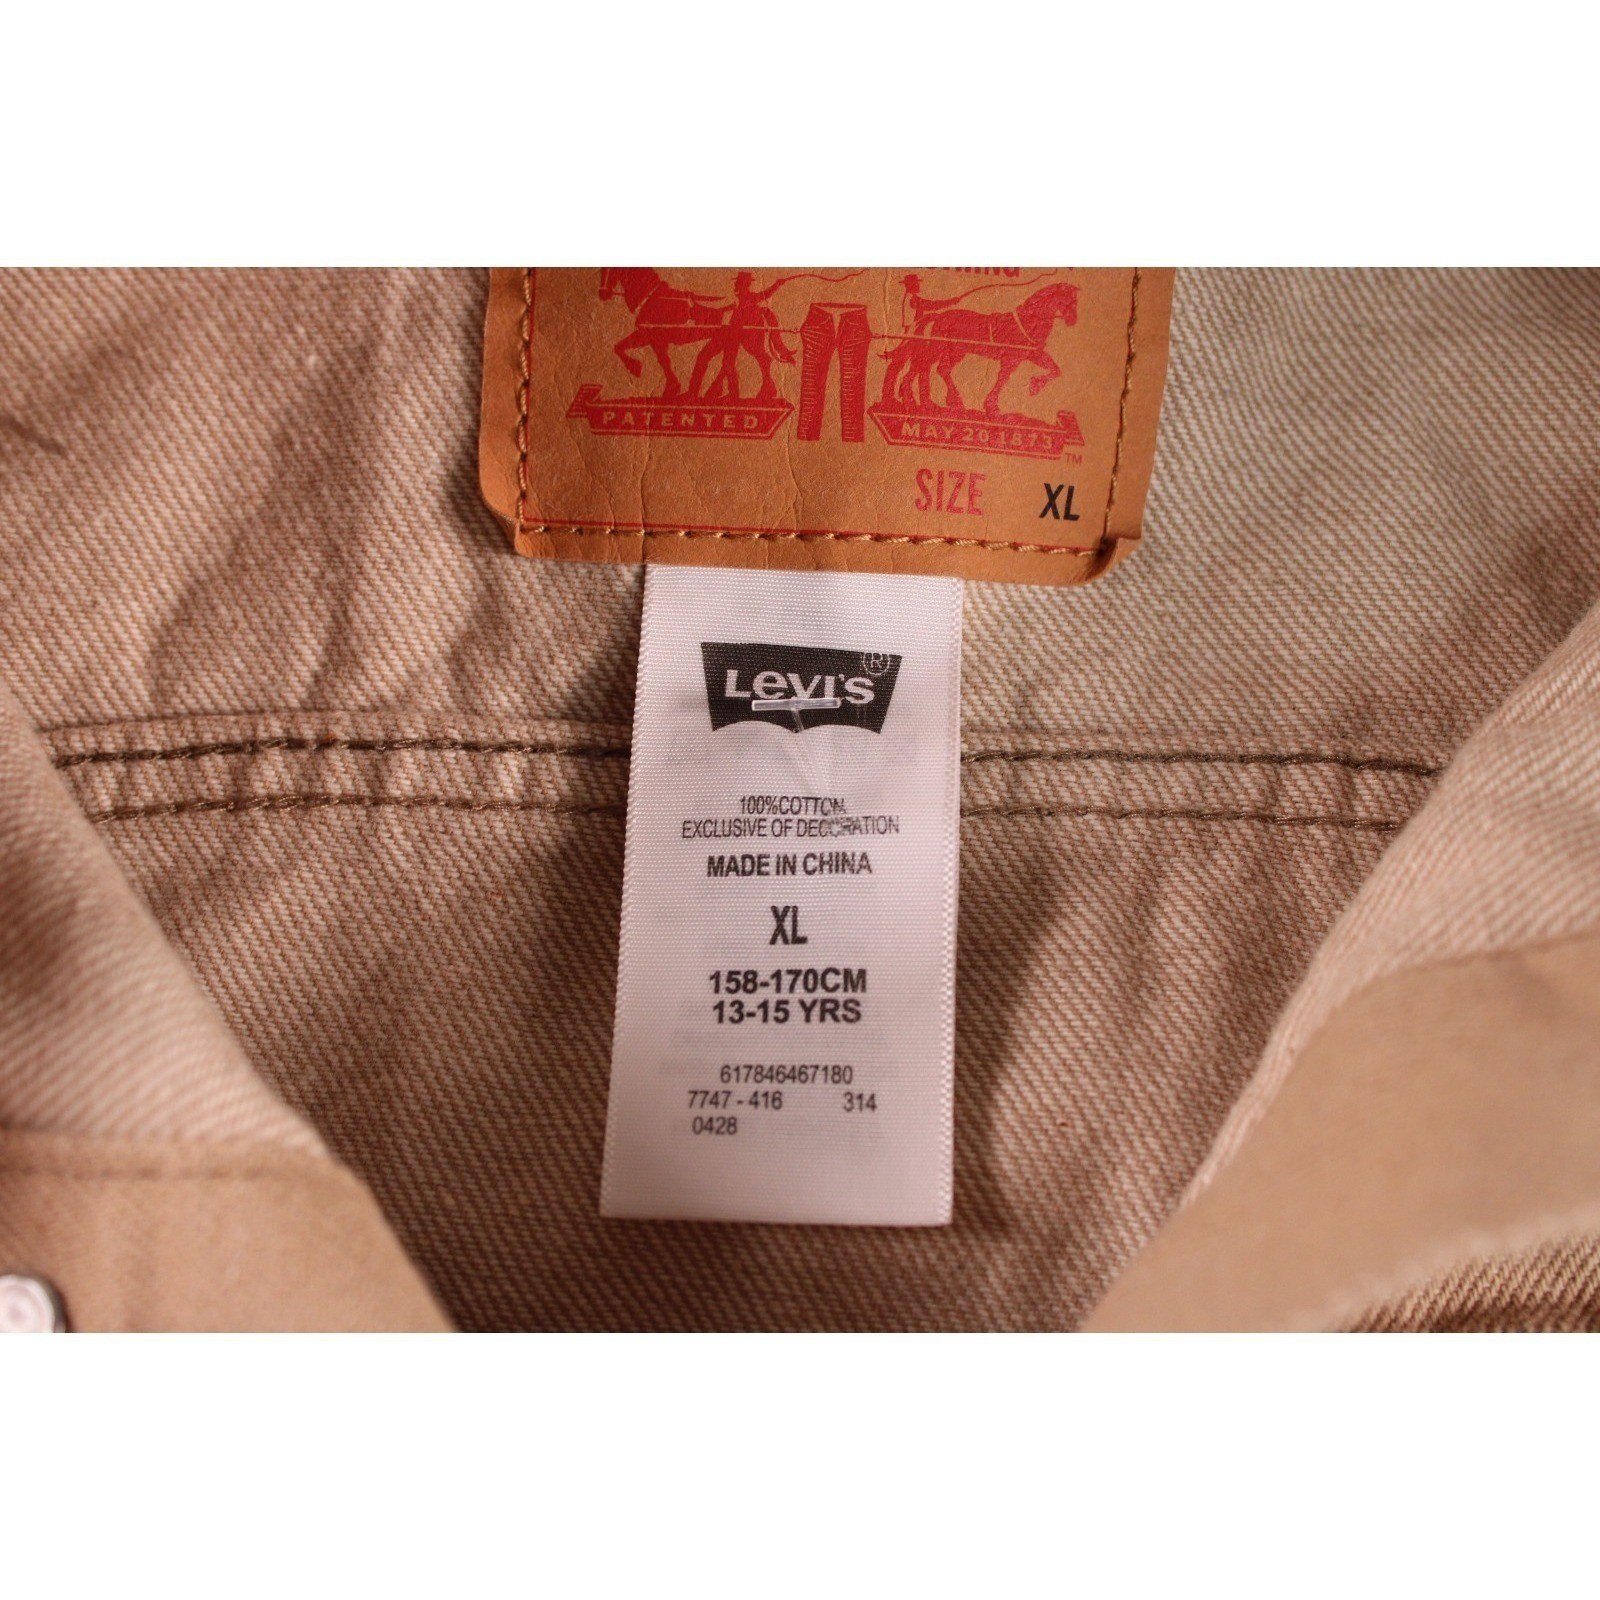 PATENTED MAY 20 1873 ™
SIZE XL
Levi's ®
100%COTTON
EXCLUSIVE OF DECORATION
MADE IN CHINA
XL
158-170CM
13-15 YRS
617846467180
7747 - 416 314
0428